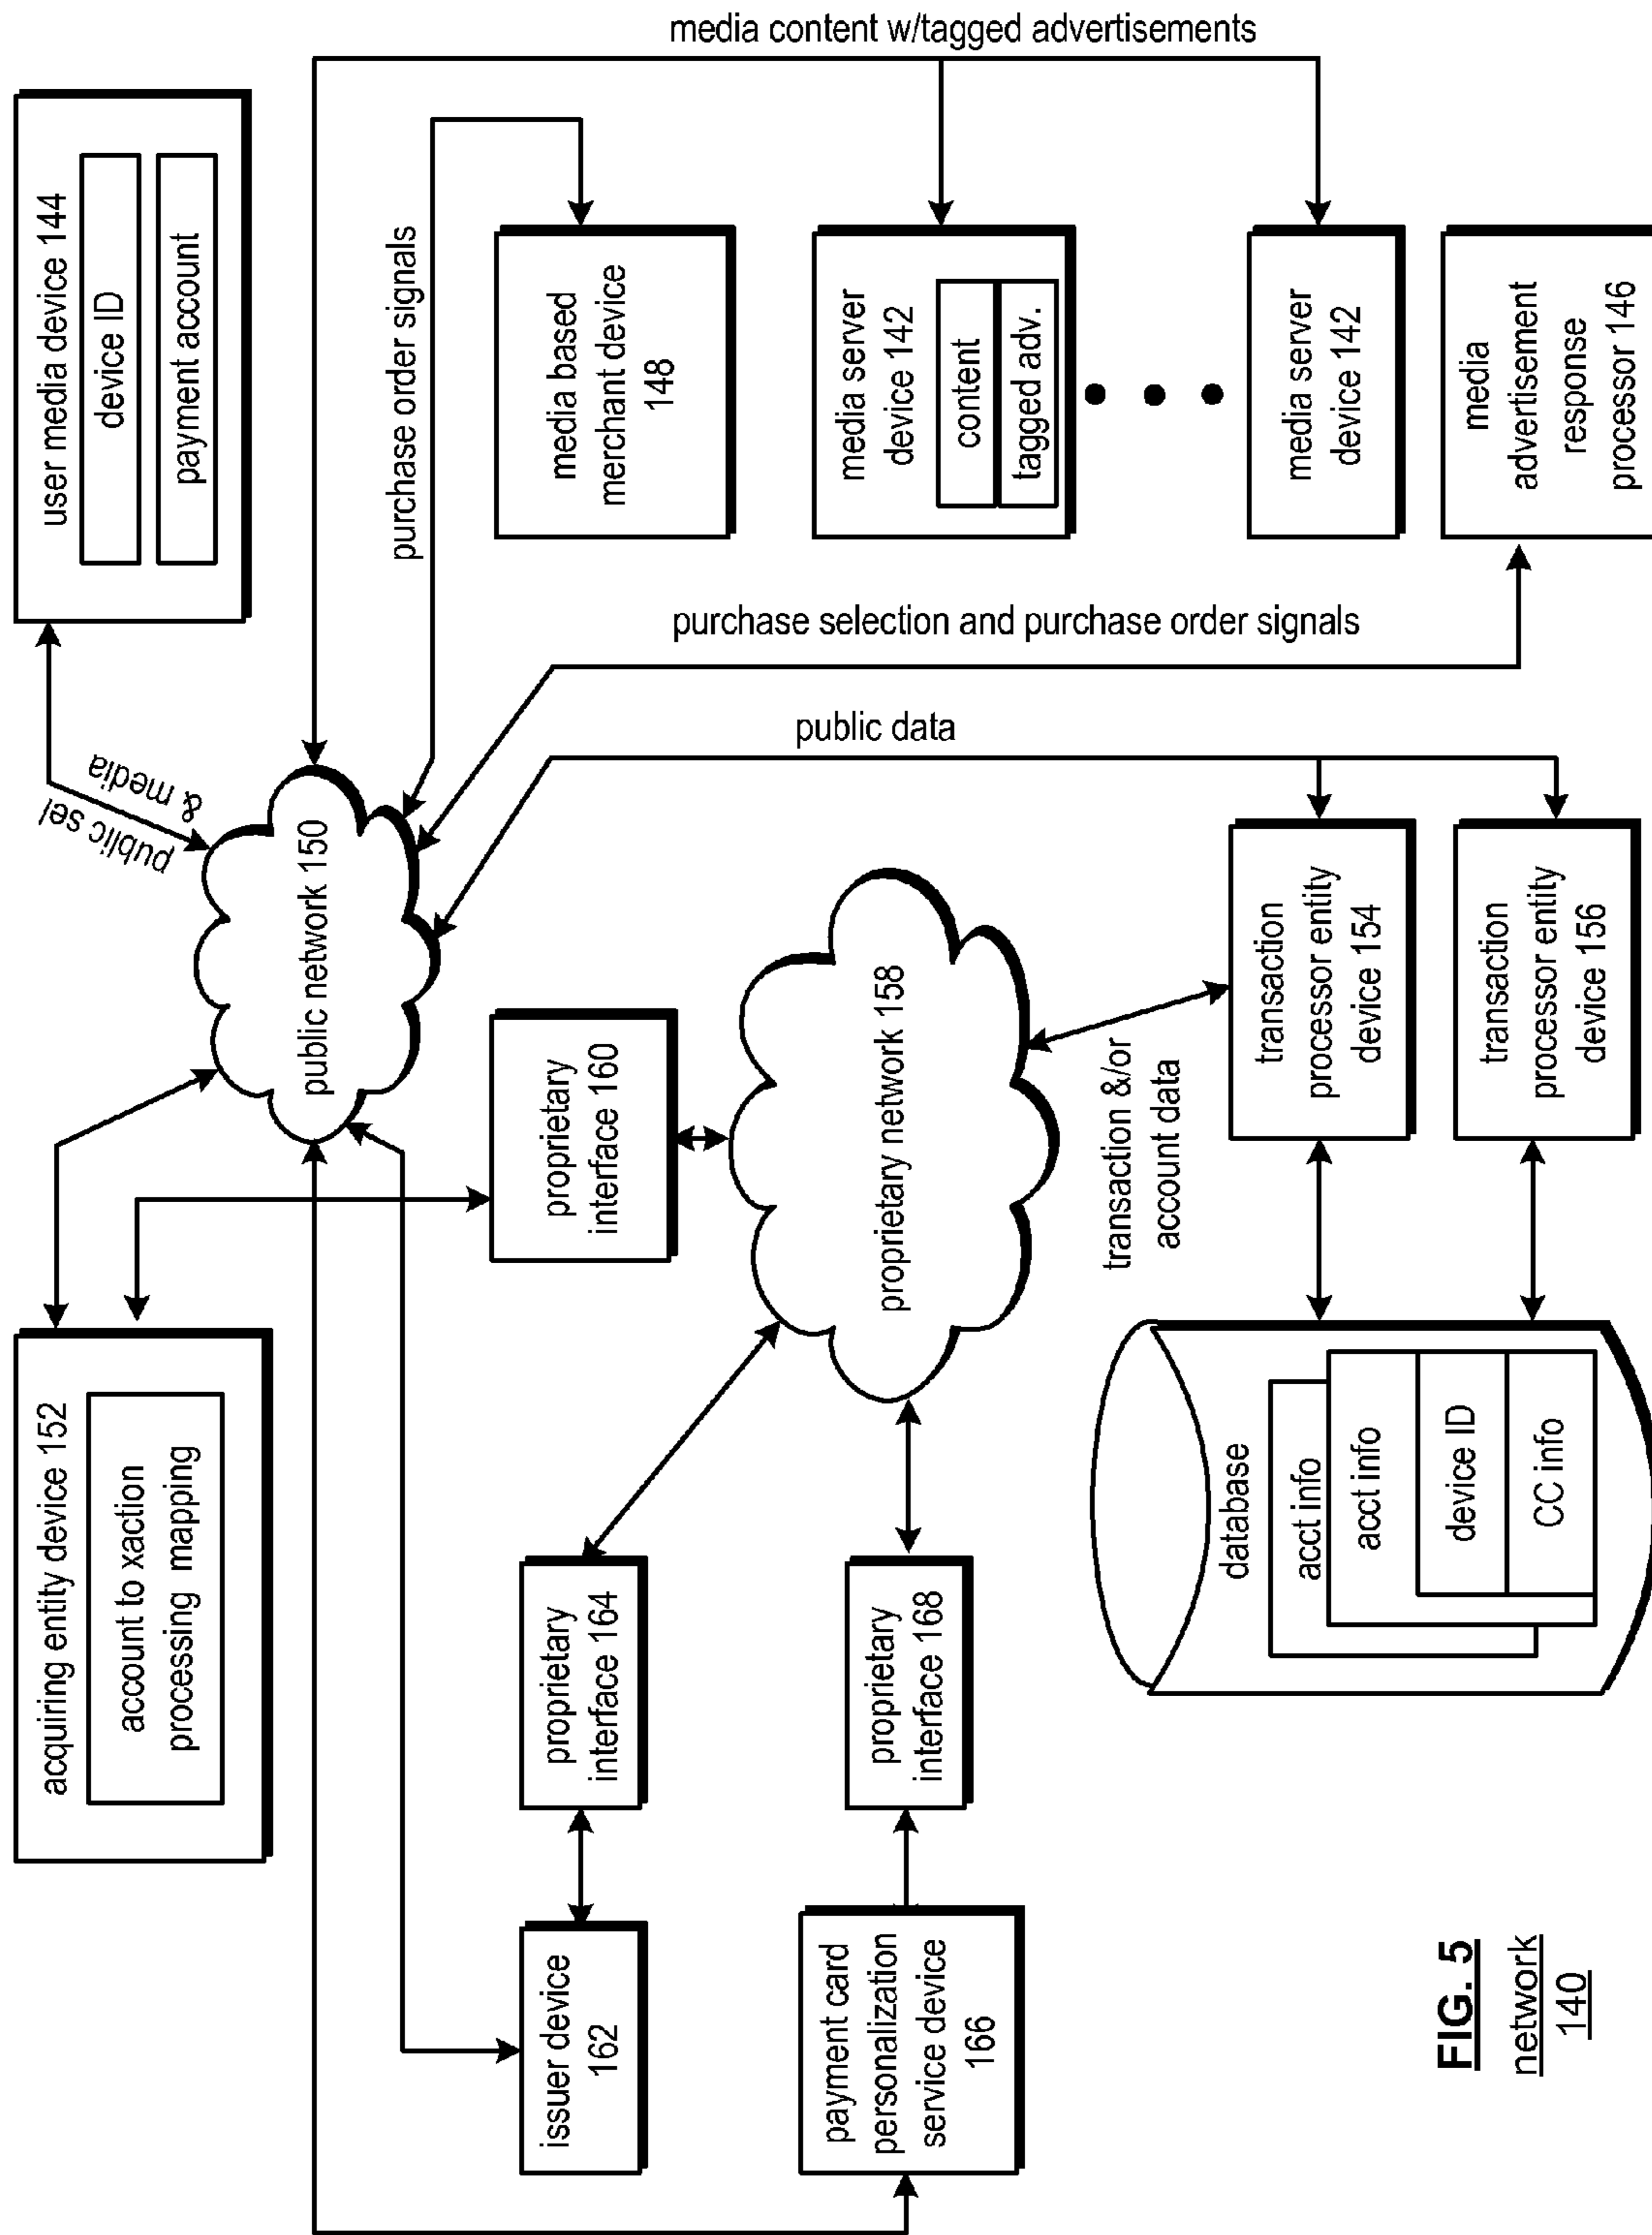 acquiring entity device 152
account to xaction
processing mapping
user media device 144
device ID
payment account
public sel
& media
public network 150
purchase order signals
media content w/tagged advertisements
issuer device
162
proprietary
interface 164
proprietary
interface 160
media based
merchant device
148
payment card
personalization
service device
166
proprietary
interface 168
proprietary network 158
purchase selection and purchase order signals
public data
media server
device 142
content
tagged adv.
transaction &/or
account data
database
acct info
acct info
device ID
CC info
transaction
processor entity
device 154
transaction
processor entity
device 156
media server
device 142
media
advertisement
response
processor 146
FIG. 5
network
140